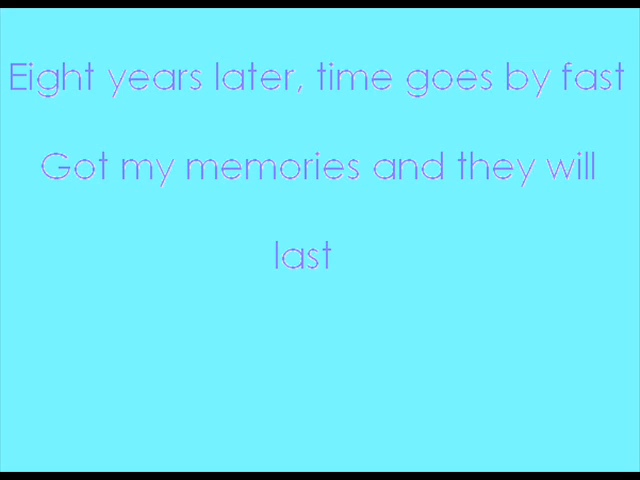 Eight years later, time goes by fast
Got my memories and they will
last